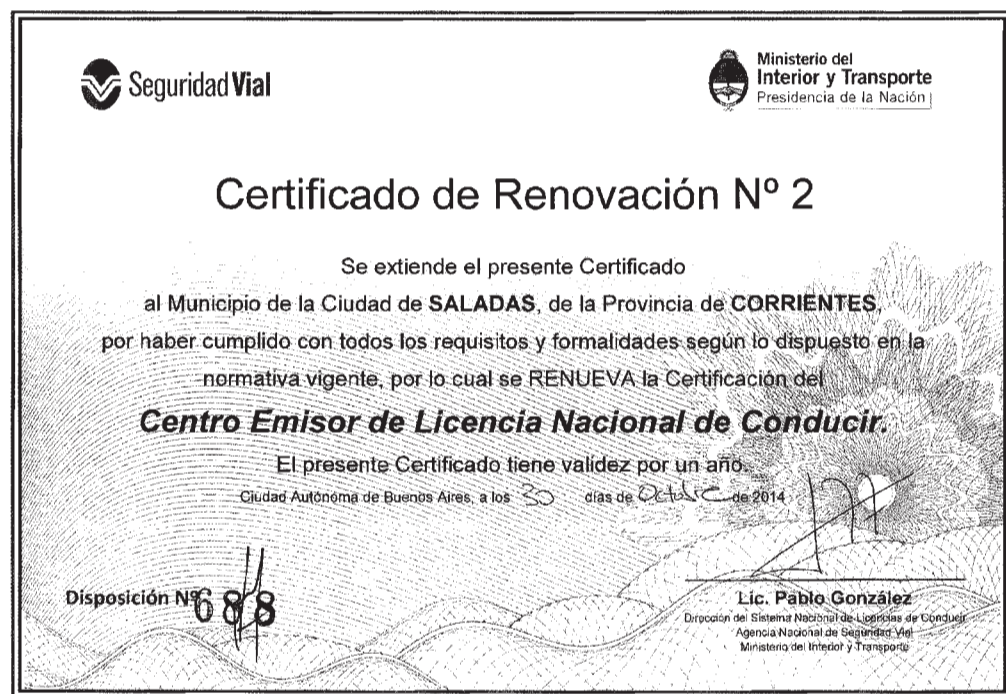 Seguridad Vial
Ministerio del
Interior y Transporte
Presidencia de la Nación
Certificado de Renovación Nº 2
Se extiende el presente Certificado
al Municipio de la Ciudad de SALADAS, de la Provincia de CORRIENTES,
por haber cumplido con todos los requisitos y formalidades según lo dispuesto en la
normativa vigente, por lo cual se RENUEVA la Certificación del
Centro Emisor de Licencia Nacional de Conducir.
El presente Certificado tiene validez por un año.
Ciudad Autónoma de Buenos Aires, a los 30 días de Octubre de 2014
Disposición Nº 688
Lic. Pablo González
Dirección del Sistema Nacional de Licencias de Conducir
Agencia Nacional de Seguridad Vial
Ministerio del Interior y Transporte